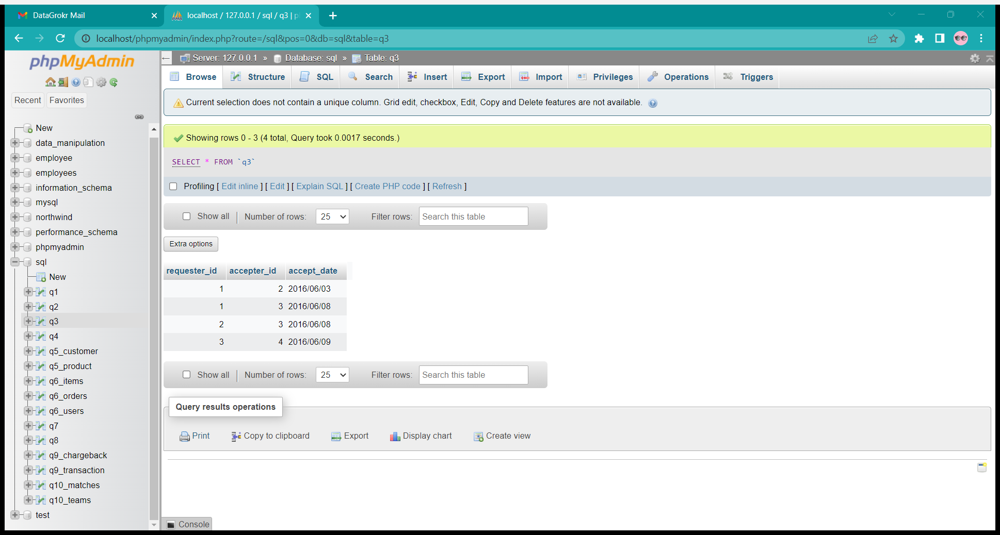 DataGrokr Mail
localhost / 127.0.0.1 / sql / q3 | p
localhost/phpmyadmin/index.php?route=/sql&pos=0&db=sql&table=q3
phpMyAdmin
Recent
Favorites
New
data_manipulation
employee
employees
information_schema
mysql
northwind
performance_schema
phpmyadmin
sql
New
q1
q2
q3
q4
q5_customer
q5_product
q6_items
q6_orders
q6_users
q7
q8
q9_chargeback
q9_transaction
q10_matches
q10_teams
test
Server: 127.0.0.1 » Database: sql » Table: q3
Browse Structure SQL Search Insert Export Import Privileges Operations Triggers
Current selection does not contain a unique column. Grid edit, checkbox, Edit, Copy and Delete features are not available.
Showing rows 0 - 3 (4 total, Query took 0.0017 seconds.)
SELECT * FROM `q3`
Profiling [ Edit inline ] [ Edit ] [ Explain SQL ] [ Create PHP code ] [ Refresh ]
Show all Number of rows: 25 Filter rows: Search this table
Extra options
requester_id accepter_id accept_date
1 2 2016/06/03
1 3 2016/06/08
2 3 2016/06/08
3 4 2016/06/09
Show all Number of rows: 25 Filter rows: Search this table
Query results operations
Print Copy to clipboard Export Display chart Create view
Console